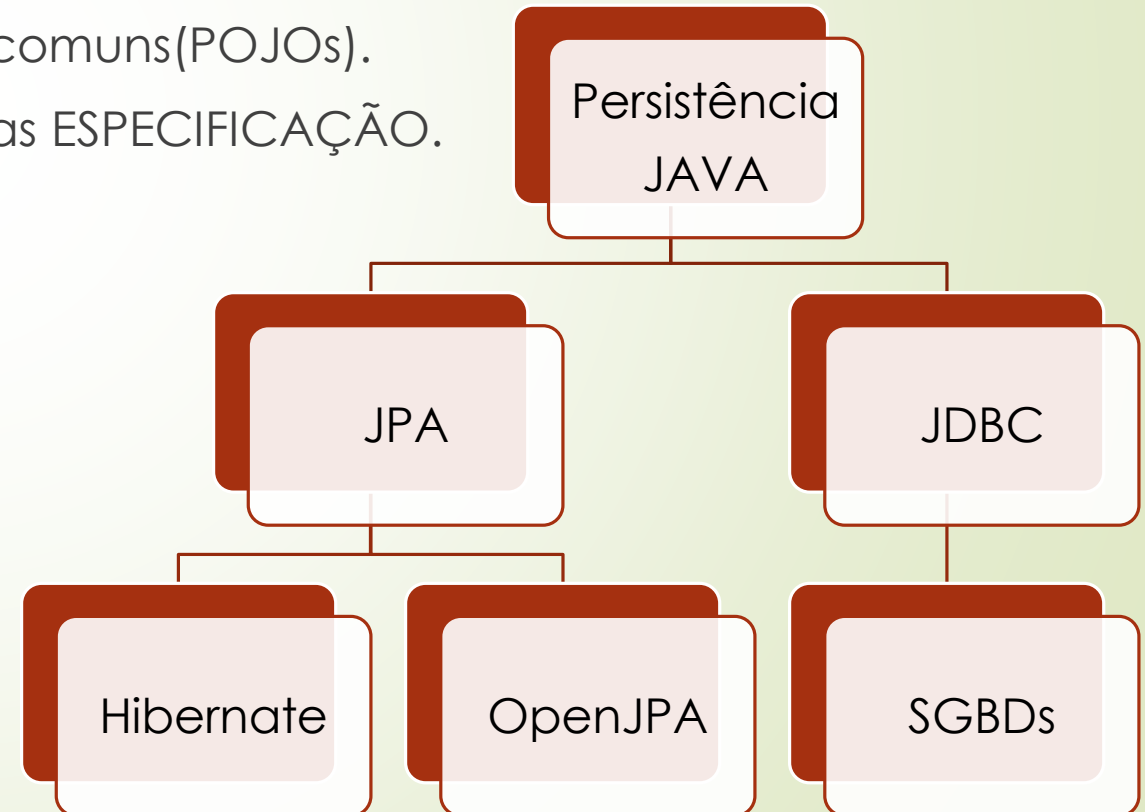 comuns(POJOs).
as ESPECIFICAÇÃO.
Persistência
JAVA
JPA
JDBC
Hibernate
OpenJPA
SGBDs